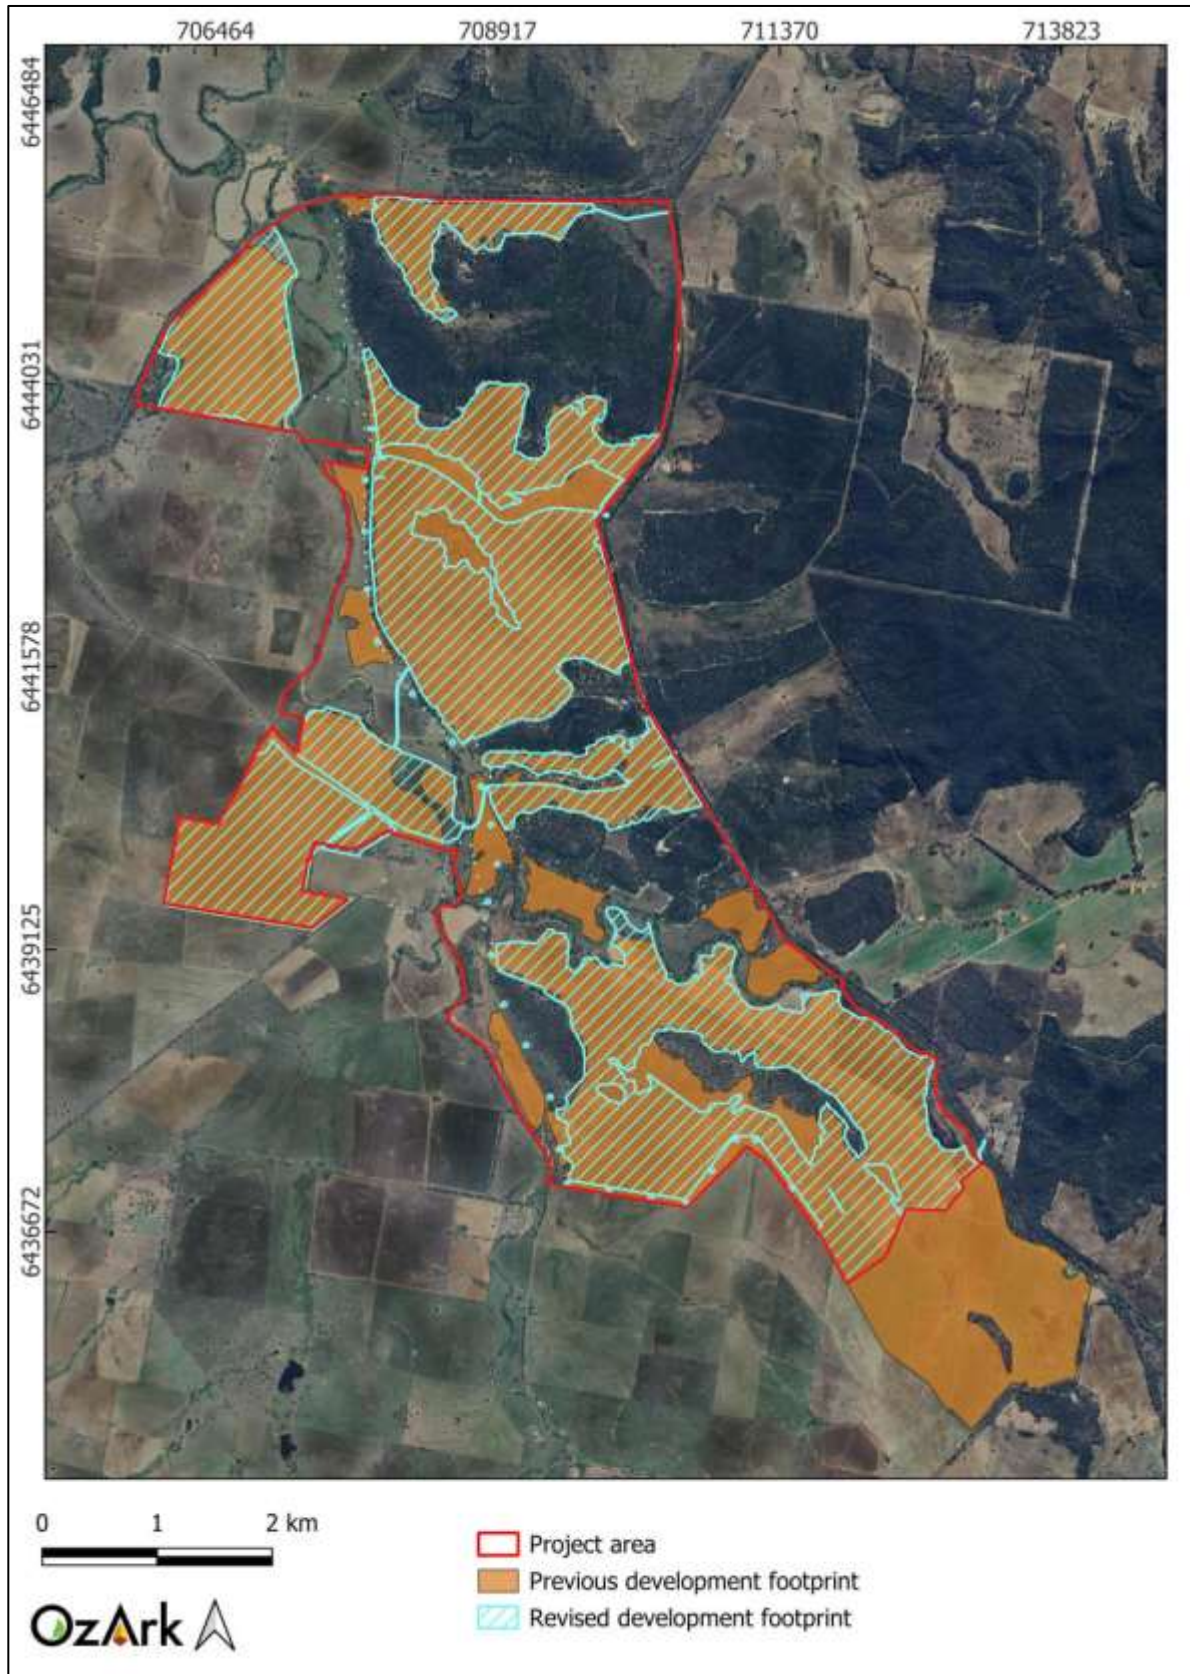 706464 708917 711370 713823
6446484
6444031
6441578
6439125
6436672
0 1 2 km
Project area
Previous development footprint
Revised development footprint
OzArk